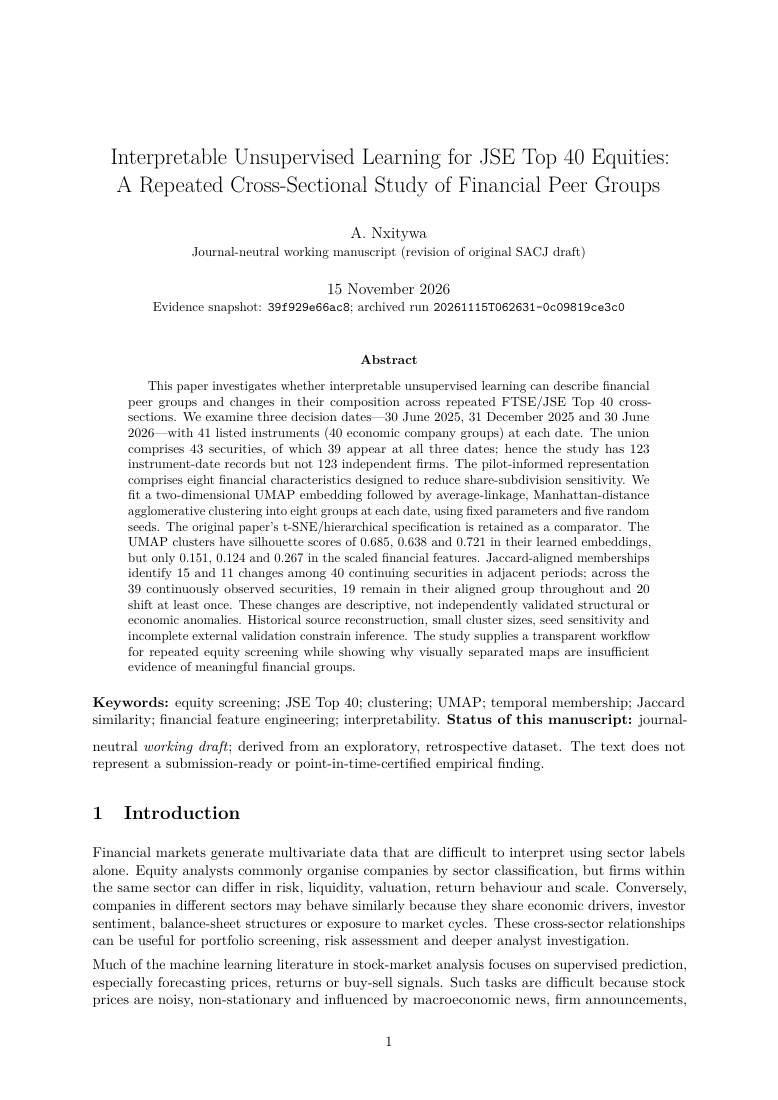 Interpretable Unsupervised Learning for JSE Top 40 Equities:
A Repeated Cross-Sectional Study of Financial Peer Groups
A. Nxitywa
Journal-neutral working manuscript (revision of original SACJ draft)
15 November 2026
Evidence snapshot: 39f929e66ac8; archived run 20261115T062631-0c09819ce3c0
Abstract
This paper investigates whether interpretable unsupervised learning can describe financial
peer groups and changes in their composition across repeated FTSE/JSE Top 40 cross-
sections. We examine three decision dates—30 June 2025, 31 December 2025 and 30 June
2026—with 41 listed instruments (40 economic company groups) at each date. The union
comprises 43 securities, of which 39 appear at all three dates; hence the study has 123
instrument-date records but not 123 independent firms. The pilot-informed representation
comprises eight financial characteristics designed to reduce share-subdivision sensitivity. We
fit a two-dimensional UMAP embedding followed by average-linkage, Manhattan-distance
agglomerative clustering into eight groups at each date, using fixed parameters and five random
seeds. The original paper's t-SNE/hierarchical specification is retained as a comparator. The
UMAP clusters have silhouette scores of 0.685, 0.638 and 0.721 in their learned embeddings,
but only 0.151, 0.124 and 0.267 in the scaled financial features. Jaccard-aligned memberships
identify 15 and 11 changes among 40 continuing securities in adjacent periods; across the
39 continuously observed securities, 19 remain in their aligned group throughout and 20
shift at least once. These changes are descriptive, not independently validated structural or
economic anomalies. Historical source reconstruction, small cluster sizes, seed sensitivity and
incomplete external validation constrain inference. The study supplies a transparent workflow
for repeated equity screening while showing why visually separated maps are insufficient
evidence of meaningful financial groups.
Keywords: equity screening; JSE Top 40; clustering; UMAP; temporal membership; Jaccard
similarity; financial feature engineering; interpretability. Status of this manuscript: journal-
neutral working draft; derived from an exploratory, retrospective dataset. The text does not
represent a submission-ready or point-in-time-certified empirical finding.
1 Introduction
Financial markets generate multivariate data that are difficult to interpret using sector labels
alone. Equity analysts commonly organise companies by sector classification, but firms within
the same sector can differ in risk, liquidity, valuation, return behaviour and scale. Conversely,
companies in different sectors may behave similarly because they share economic drivers, investor
sentiment, balance-sheet structures or exposure to market cycles. These cross-sector relationships
can be useful for portfolio screening, risk assessment and deeper analyst investigation.
Much of the machine learning literature in stock-market analysis focuses on supervised prediction,
especially forecasting prices, returns or buy-sell signals. Such tasks are difficult because stock
prices are noisy, non-stationary and influenced by macroeconomic news, firm announcements,
1